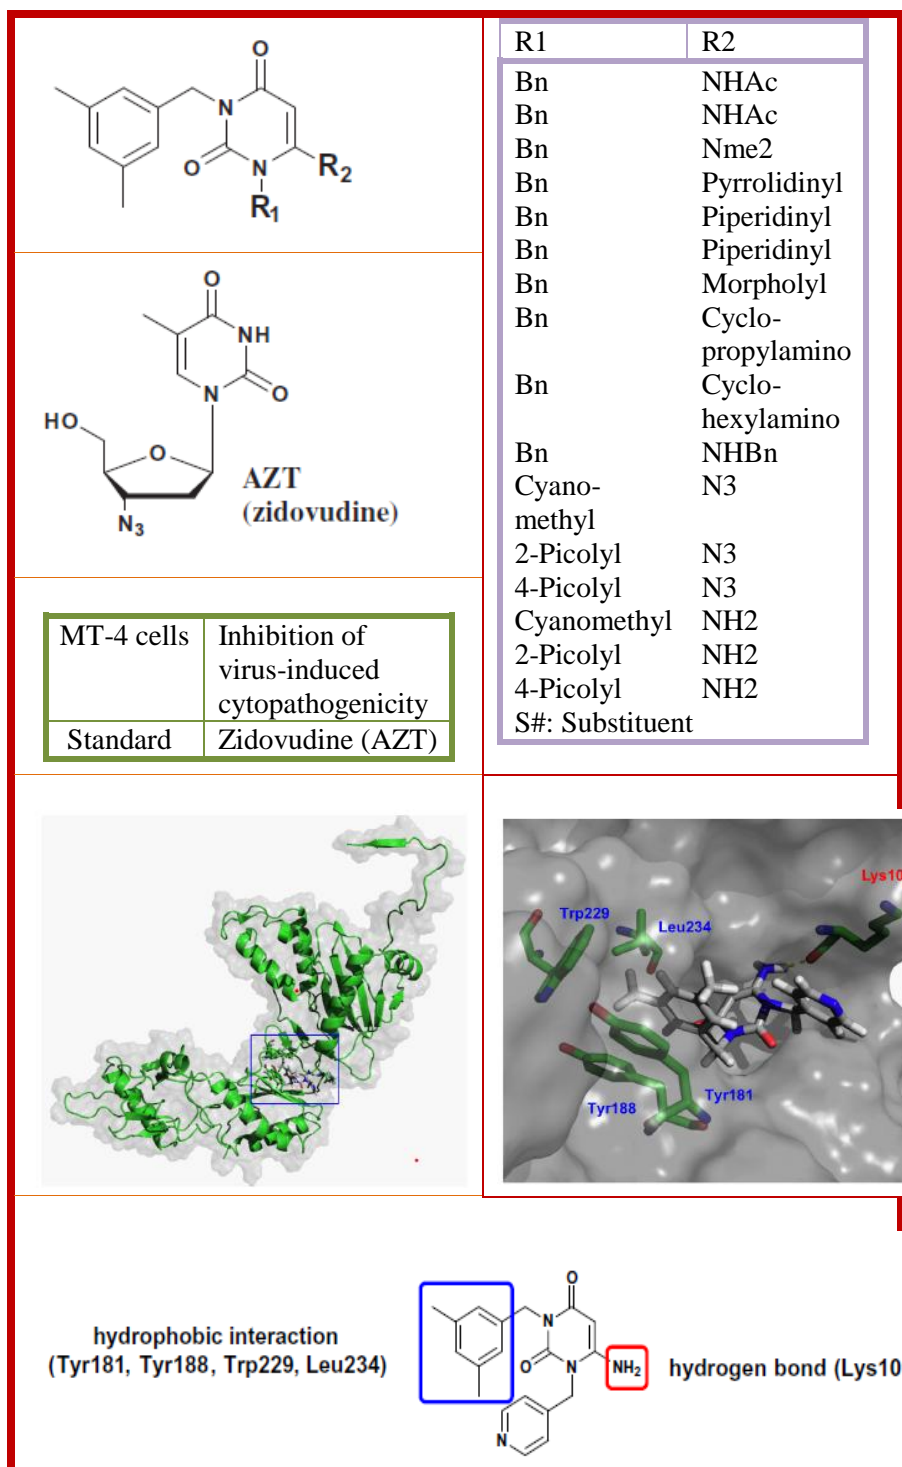 O
N
O
N
R2
R1
R1 R2
Bn NHAc
Bn NHAc
Bn Nme2
Bn Pyrrolidinyl
Bn Piperidinyl
Bn Piperidinyl
Bn Morpholyl
Bn Cyclo-
propylamino
Bn Cyclo-
hexylamino
Bn NHBn
Cyano- N3
methyl
2-Picolyl N3
4-Picolyl N3
Cyanomethyl NH2
2-Picolyl NH2
4-Picolyl NH2
S#: Substituent
O
NH
N
O
HO
O
N3
AZT
(zidovudine)
MT-4 cells Inhibition of
virus-induced
cytopathogenicity
Standard Zidovudine (AZT)
Lys10
Trp229
Leu234
Tyr181
Tyr188
hydrophobic interaction
(Tyr181, Tyr188, Trp229, Leu234)
O
N
O
N
NH2
N
hydrogen bond (Lys10